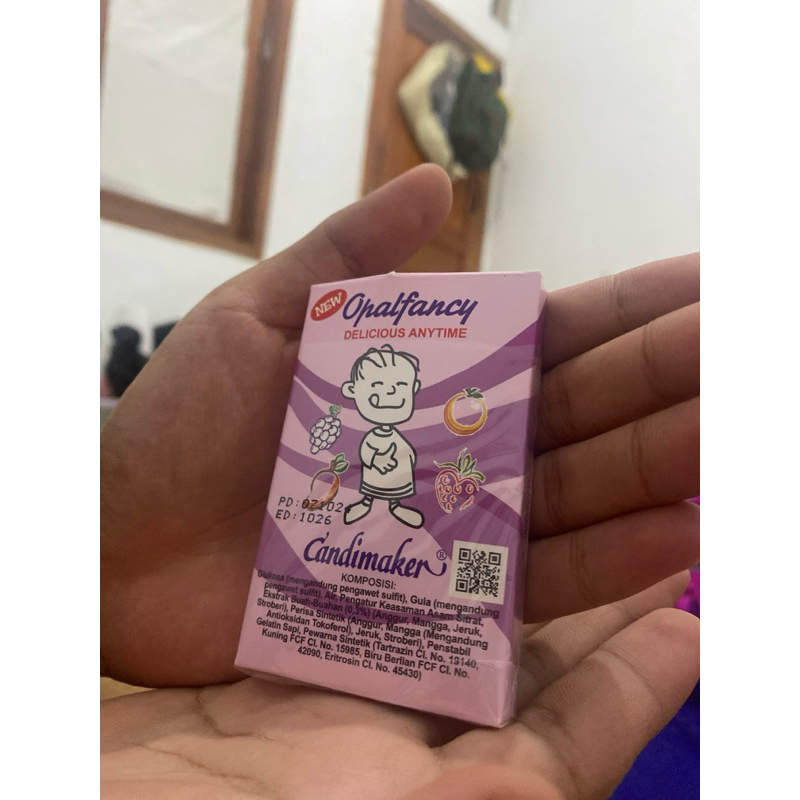 NEW
Opalfancy
DELICIOUS ANYTIME
PD:071024
ED:1026
Candimaker®
KOMPOSISI:
Glukosa (mengandung pengawet sulfit), Gula (mengandung
pengawet sulfit), Air, Pengatur Keasaman Asam Sitrat,
Ekstrak Buah-Buahan (0,3%) (Anggur, Mangga, Jeruk,
Stroberi), Perisa Sintetik (Anggur, Mangga (Mengandung
Antioksidan Tokoferol), Jeruk, Stroberi), Penstabil
Gelatin Sapi, Pewarna Sintetik (Tartrazin CI. No. 19140,
Kuning FCF CI. No. 15985, Biru Berlian FCF CI. No.
42090, Eritrosin CI. No. 45430)